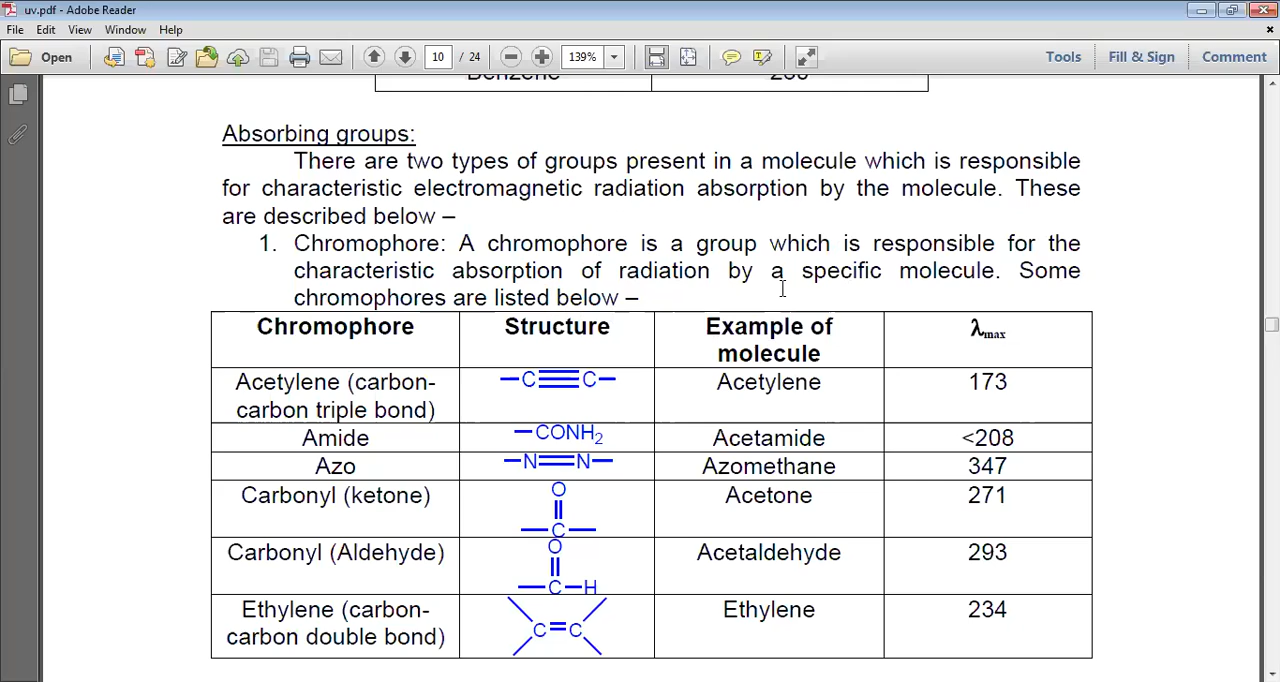 uv.pdf - Adobe Reader
File Edit View Window Help
Open 10 / 24 139% Tools Fill & Sign Comment
Benzene
Absorbing groups:
There are two types of groups present in a molecule which is responsible
for characteristic electromagnetic radiation absorption by the molecule. These
are described below –
1. Chromophore: A chromophore is a group which is responsible for the
characteristic absorption of radiation by a specific molecule. Some
chromophores are listed below –
Chromophore Structure Example of molecule λmax
Acetylene (carbon-
carbon triple bond) —C≡C— Acetylene 173
Amide —CONH2 Acetamide <208
Azo —N≡N— Azomethane 347
Carbonyl (ketone) O
—C— Acetone 271
Carbonyl (Aldehyde) O
—C—H Acetaldehyde 293
Ethylene (carbon-
carbon double bond) C=C Ethylene 234